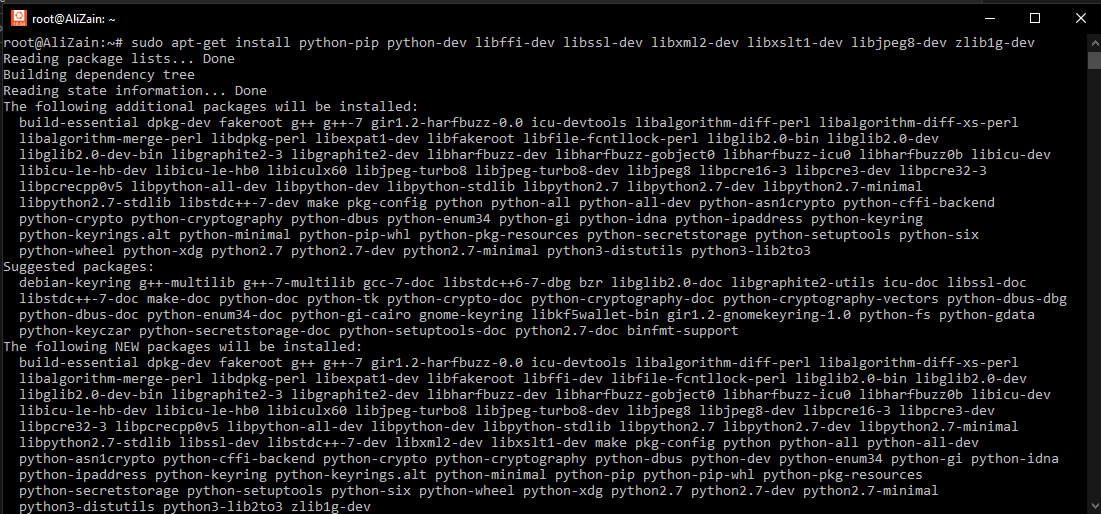 root@AliZain: ~
root@AliZain:~# sudo apt-get install python-pip python-dev libffi-dev libssl-dev libxml2-dev libxslt1-dev libjpeg8-dev zlib1g-dev
Reading package lists... Done
Building dependency tree
Reading state information... Done
The following additional packages will be installed:
  build-essential dpkg-dev fakeroot g++ g++-7 gir1.2-harfbuzz-0.0 icu-devtools libalgorithm-diff-perl libalgorithm-diff-xs-perl
  libalgorithm-merge-perl libdpkg-perl libexpat1-dev libfakeroot libfile-fcntllock-perl libglib2.0-bin libglib2.0-dev
  libglib2.0-dev-bin libgraphite2-3 libgraphite2-dev libharfbuzz-dev libharfbuzz-gobject0 libharfbuzz-icu0 libharfbuzz0b libicu-dev
  libicu-le-hb-dev libicu-le-hb0 libiculx60 libjpeg-turbo8 libjpeg-turbo8-dev libjpeg8 libpcre16-3 libpcre3-dev libpcre32-3
  libpcrecpp0v5 libpython-all-dev libpython-dev libpython-stdlib libpython2.7 libpython2.7-dev libpython2.7-minimal
  libpython2.7-stdlib libstdc++-7-dev make pkg-config python python-all python-all-dev python-asn1crypto python-cffi-backend
  python-crypto python-cryptography python-dbus python-enum34 python-gi python-idna python-ipaddress python-keyring
  python-keyrings.alt python-minimal python-pip-whl python-pkg-resources python-secretstorage python-setuptools python-six
  python-wheel python-xdg python2.7 python2.7-dev python2.7-minimal python3-distutils python3-lib2to3
Suggested packages:
  debian-keyring g++-multilib g++-7-multilib gcc-7-doc libstdc++6-7-dbg bzr libglib2.0-doc libgraphite2-utils icu-doc libssl-doc
  libstdc++-7-doc make-doc python-doc python-tk python-crypto-doc python-cryptography-doc python-cryptography-vectors python-dbus-dbg
  python-dbus-doc python-enum34-doc python-gi-cairo gnome-keyring libkf5wallet-bin gir1.2-gnomekeyring-1.0 python-fs python-gdata
  python-keyczar python-secretstorage-doc python-setuptools-doc python2.7-doc binfmt-support
The following NEW packages will be installed:
  build-essential dpkg-dev fakeroot g++ g++-7 gir1.2-harfbuzz-0.0 icu-devtools libalgorithm-diff-perl libalgorithm-diff-xs-perl
  libalgorithm-merge-perl libdpkg-perl libexpat1-dev libfakeroot libffi-dev libfile-fcntllock-perl libglib2.0-bin libglib2.0-dev
  libglib2.0-dev-bin libgraphite2-3 libgraphite2-dev libharfbuzz-dev libharfbuzz-gobject0 libharfbuzz-icu0 libharfbuzz0b libicu-dev
  libicu-le-hb-dev libicu-le-hb0 libiculx60 libjpeg-turbo8 libjpeg-turbo8-dev libjpeg8 libjpeg8-dev libpcre16-3 libpcre3-dev
  libpcre32-3 libpcrecpp0v5 libpython-all-dev libpython-dev libpython-stdlib libpython2.7 libpython2.7-dev libpython2.7-minimal
  libpython2.7-stdlib libssl-dev libstdc++-7-dev libxml2-dev libxslt1-dev make pkg-config python python-all python-all-dev
  python-asn1crypto python-cffi-backend python-crypto python-cryptography python-dbus python-dev python-enum34 python-gi python-idna
  python-ipaddress python-keyring python-keyrings.alt python-minimal python-pip python-pip-whl python-pkg-resources
  python-secretstorage python-setuptools python-six python-wheel python-xdg python2.7 python2.7-dev python2.7-minimal
  python3-distutils python3-lib2to3 zlib1g-dev